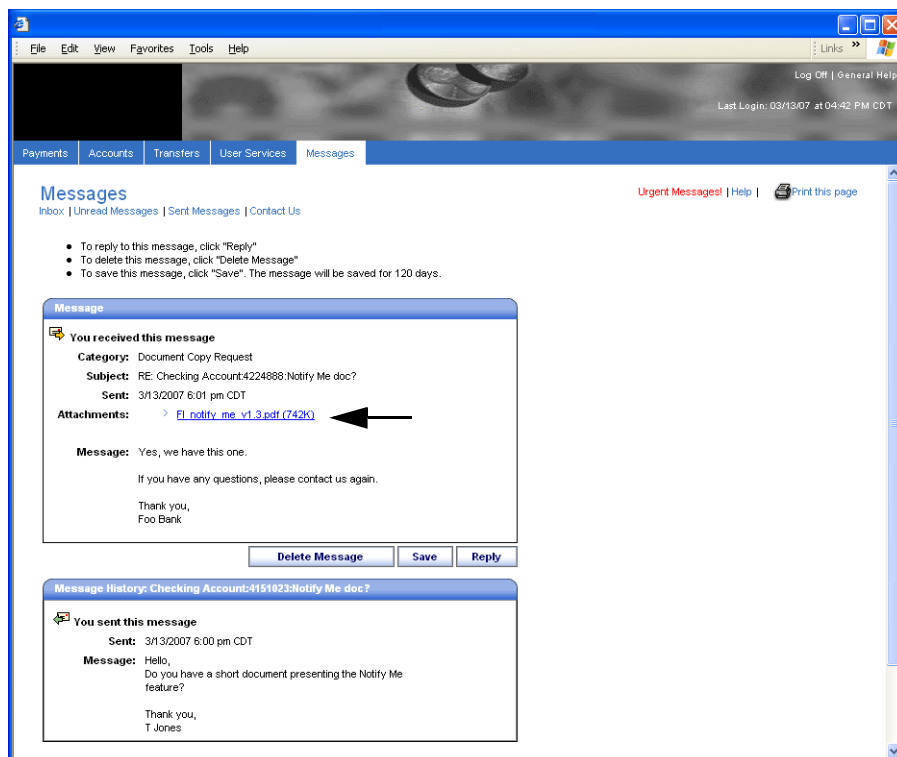 File Edit View Favorites Tools Help Links »
Log Off | General Help
Last Login: 03/13/07 at 04:42 PM CDT
Payments Accounts Transfers User Services Messages
Messages
Urgent Messages! | Help | Print this page
Inbox | Unread Messages | Sent Messages | Contact Us
• To reply to this message, click "Reply"
• To delete this message, click "Delete Message"
• To save this message, click "Save". The message will be saved for 120 days.
Message
You received this message
Category: Document Copy Request
Subject: RE: Checking Account:4224888:Notify Me doc?
Sent: 3/13/2007 6:01 pm CDT
Attachments: > FI_notify_me_v1.3.pdf (742K)
Message: Yes, we have this one.
If you have any questions, please contact us again.
Thank you,
Foo Bank
Delete Message Save Reply
Message History: Checking Account:4151023:Notify Me doc?
You sent this message
Sent: 3/13/2007 6:00 pm CDT
Message: Hello,
Do you have a short document presenting the Notify Me
feature?
Thank you,
T Jones